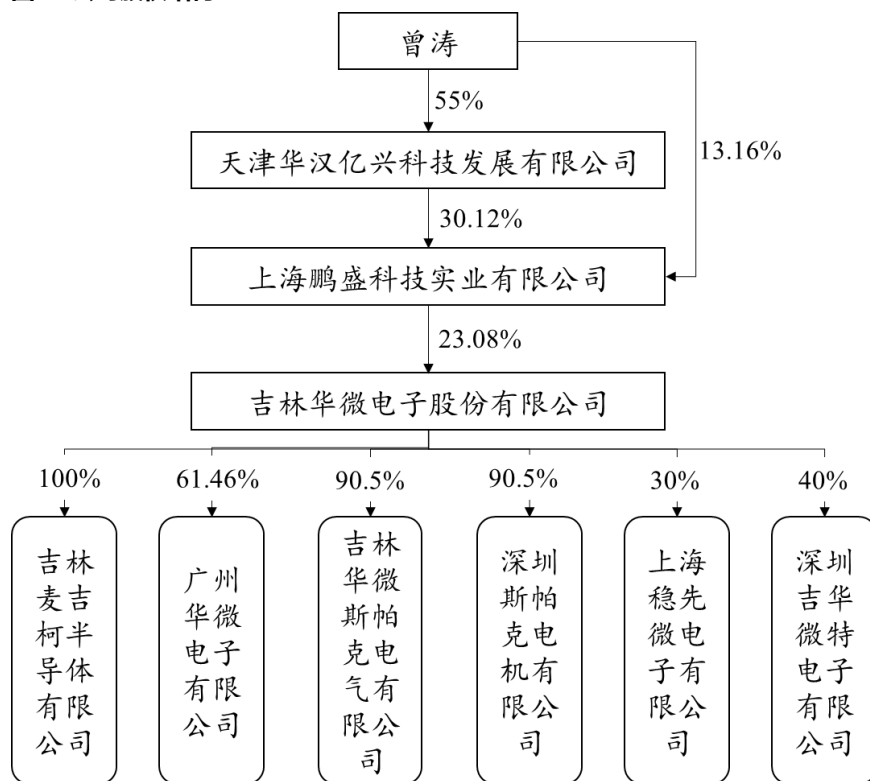 曾涛
55%
13.16%
天津华汉亿兴科技发展有限公司
30.12%
上海鹏盛科技实业有限公司
23.08%
吉林华微电子股份有限公司
100%
61.46%
90.5%
90.5%
30%
40%
吉林
麦吉
柯半
导体
有限
公司
广州
华微
电子
有限
公司
吉林
华微
斯帕
克电
气有
限公
司
深圳
斯帕
克电
机有
限公
司
上海
稳先
微电
子有
限公
司
深圳
吉华
微特
电子
有限
公司